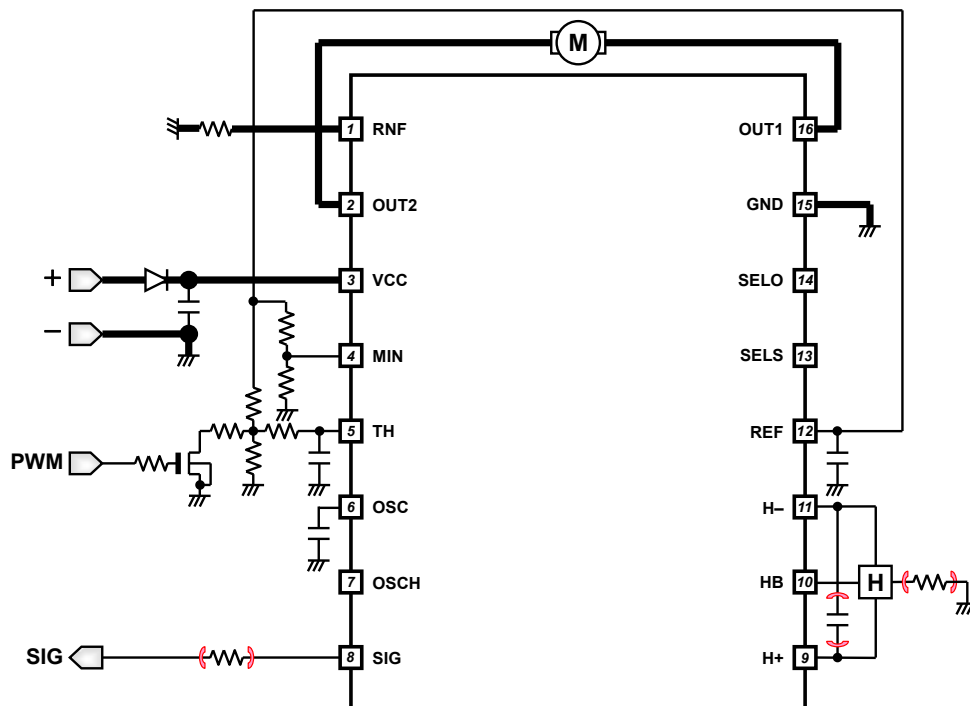 M
1 RNF
OUT1 16
2 OUT2
GND 15
+
3 VCC
SELO 14
–
4 MIN
SELS 13
5 TH
REF 12
PWM
6 OSC
H– 11
7 OSCH
HB 10
H
SIG
8 SIG
H+ 9